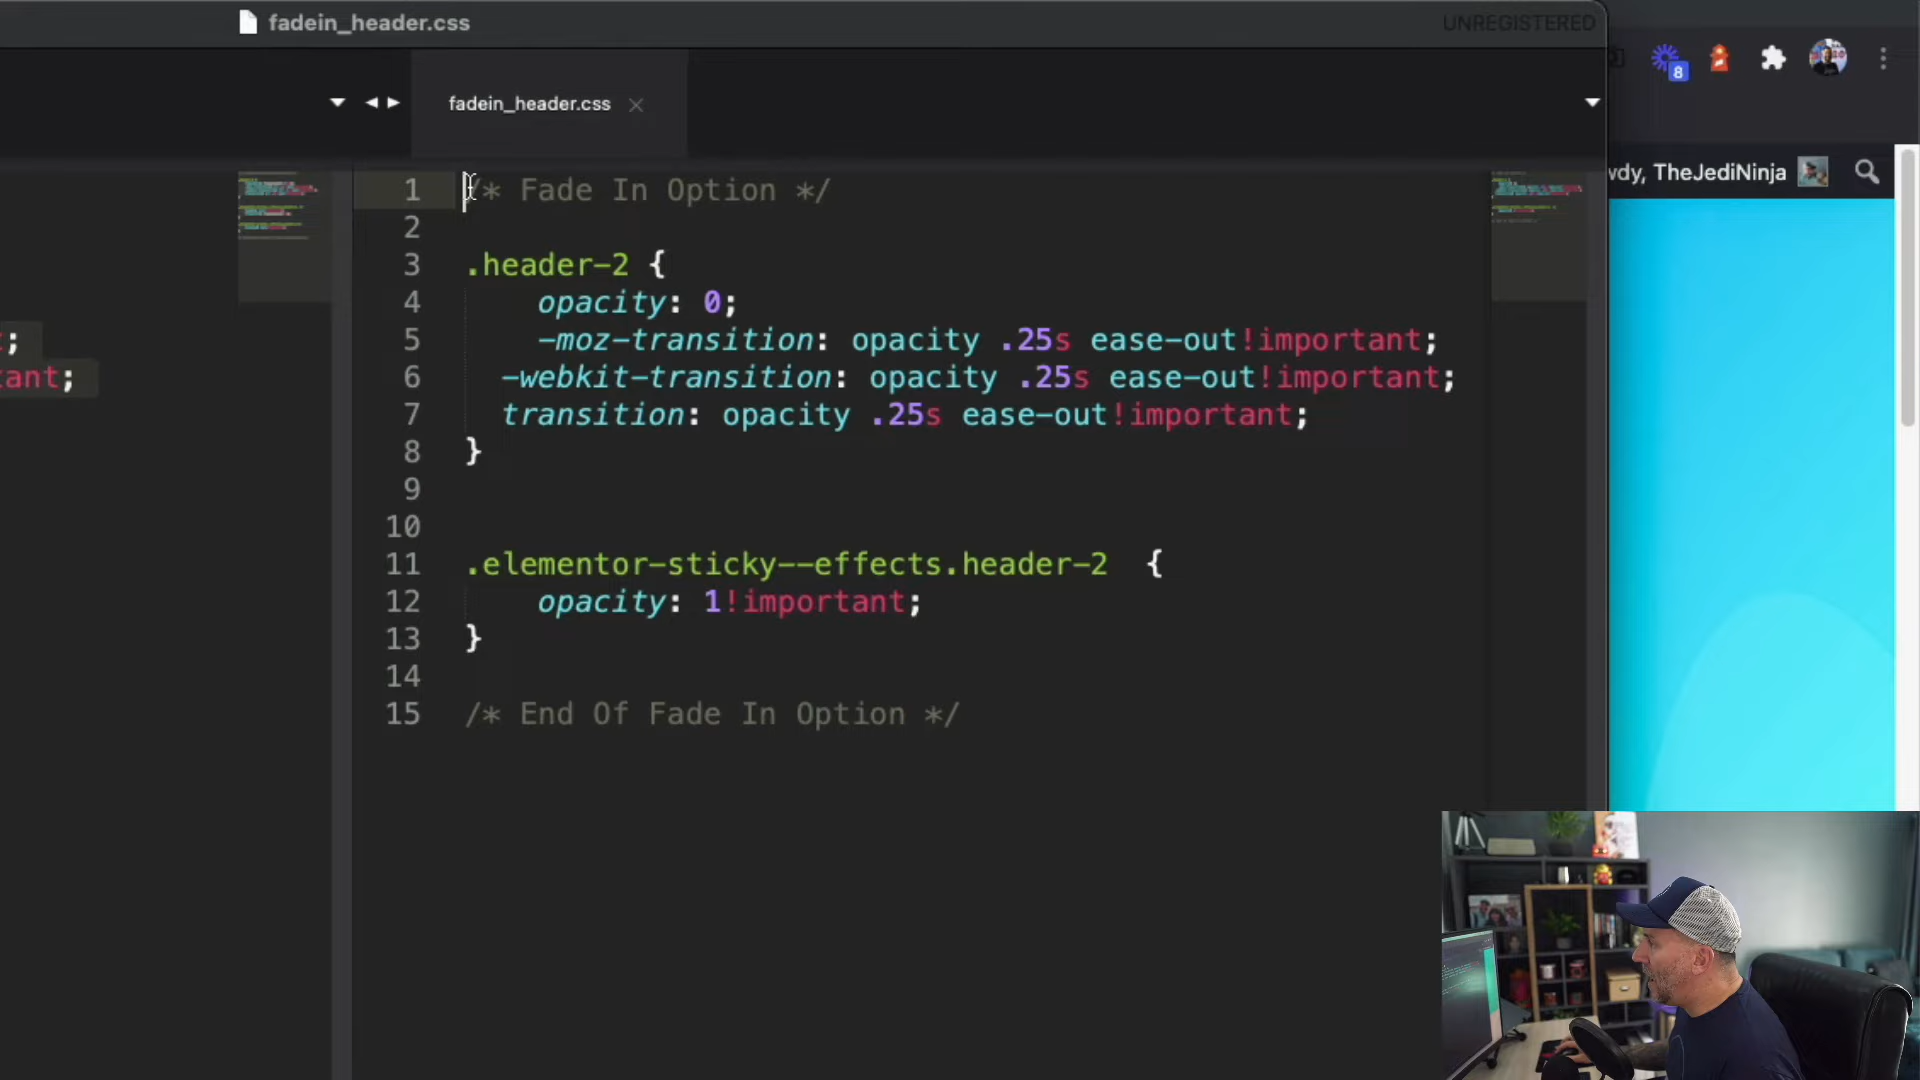 fadein_header.css
UNREGISTERED
8
fadein_header.css
wdy, TheJediNinja
1 /* Fade In Option */
2
3 .header-2 {
4 opacity: 0;
5 -moz-transition: opacity .25s ease-out!important;
6 -webkit-transition: opacity .25s ease-out!important;
7 transition: opacity .25s ease-out!important;
8 }
9
10
11 .elementor-sticky--effects.header-2 {
12 opacity: 1!important;
13 }
14
15 /* End Of Fade In Option */
;
tant;